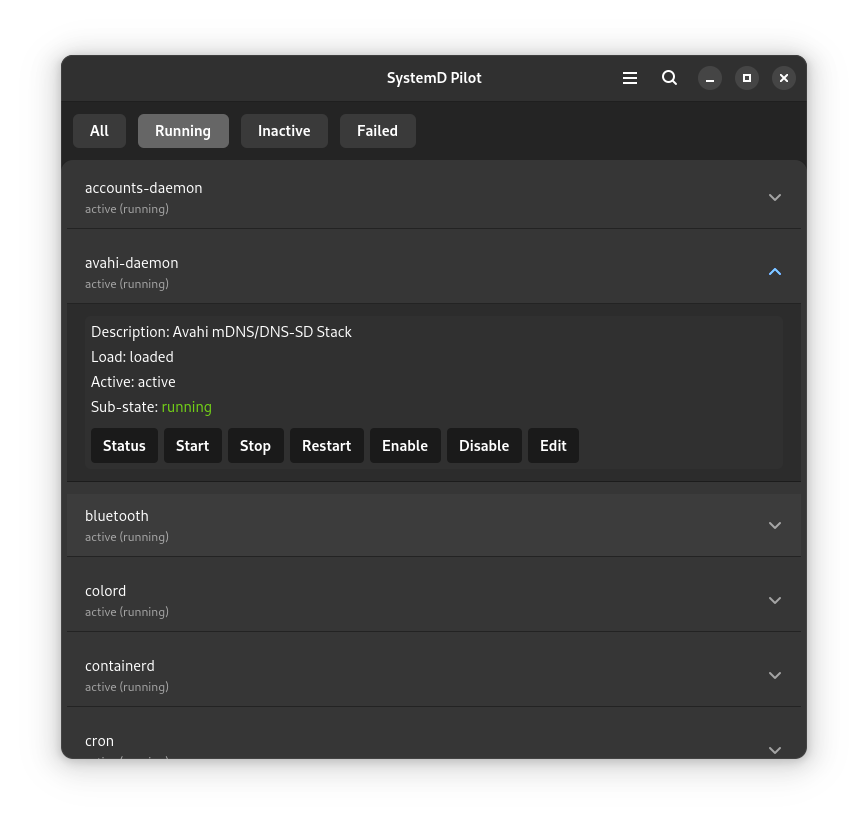 SystemD Pilot
All Running Inactive Failed
accounts-daemon
active (running)
avahi-daemon
active (running)
Description: Avahi mDNS/DNS-SD Stack
Load: loaded
Active: active
Sub-state: running
Status Start Stop Restart Enable Disable Edit
bluetooth
active (running)
colord
active (running)
containerd
active (running)
cron